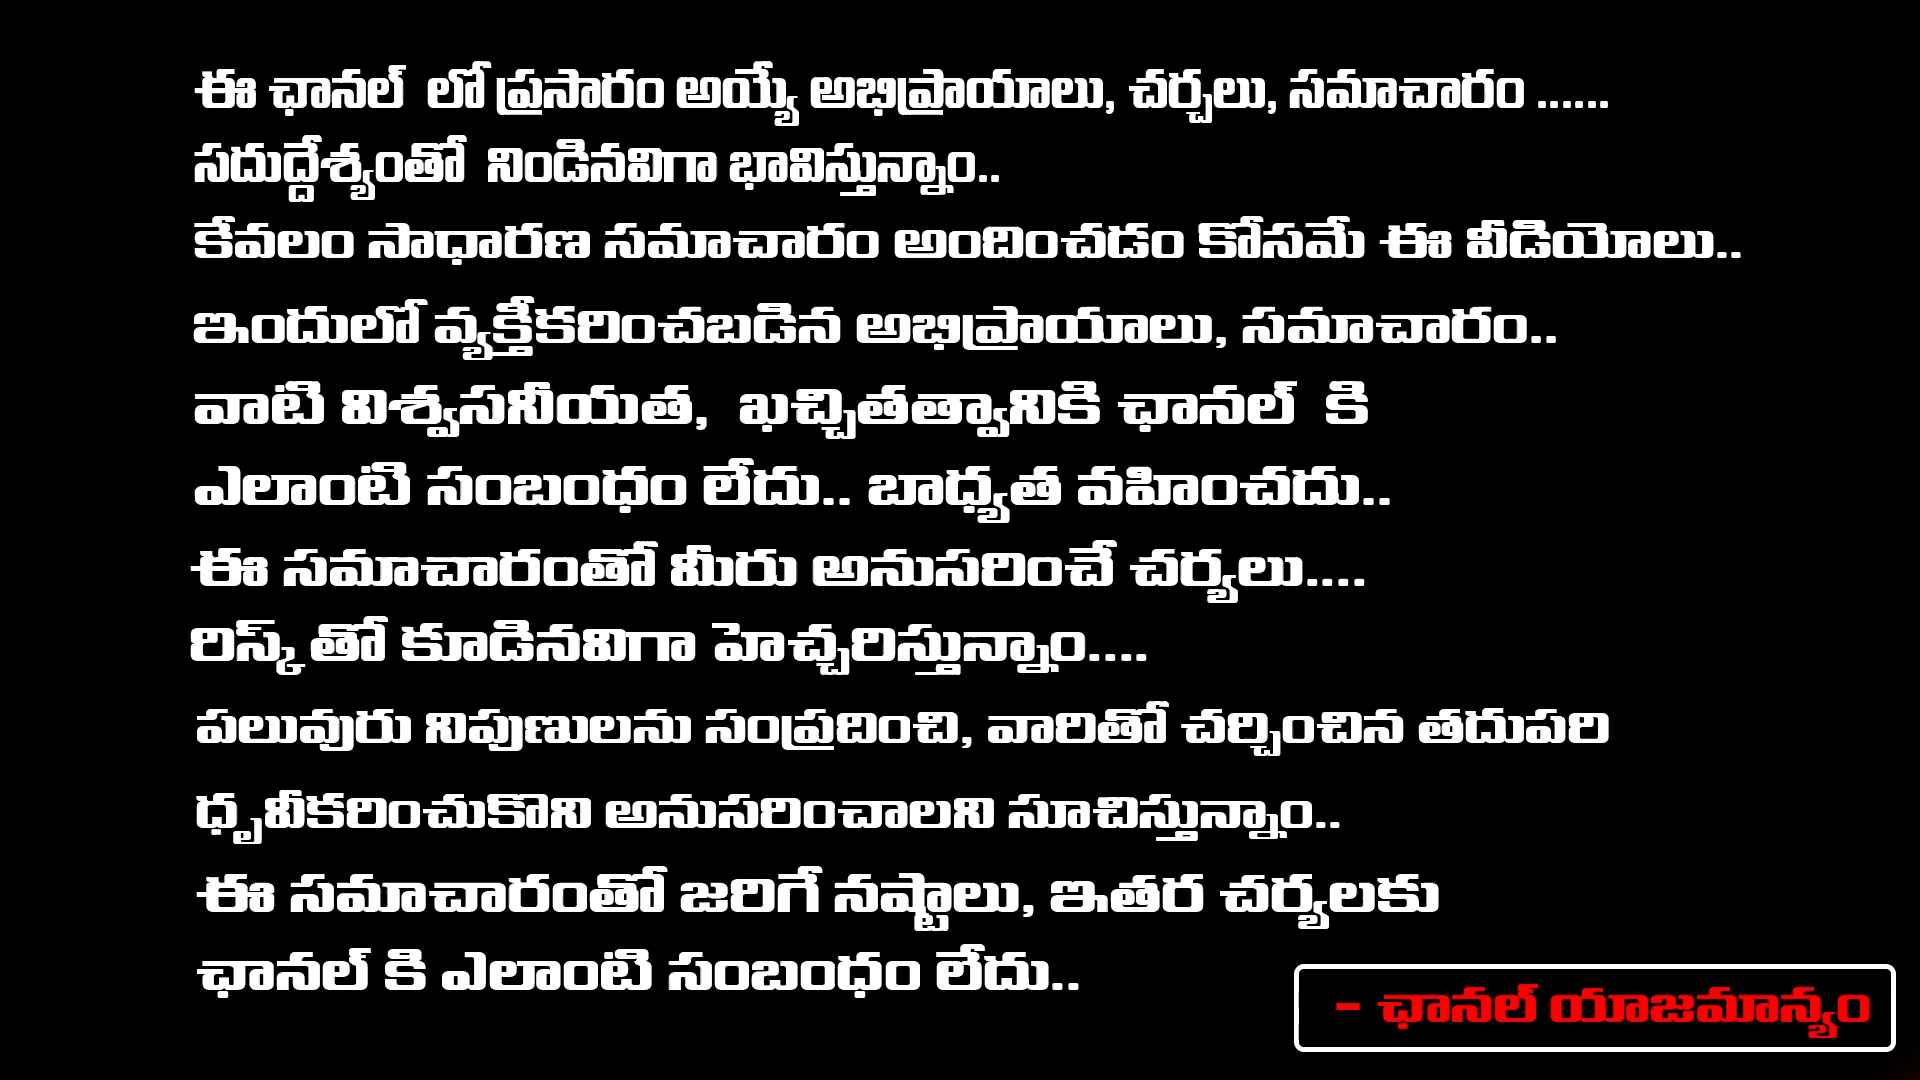 ఈ ఛానల్ లో ప్రసారం అయ్యే అభిప్రాయాలు, చర్చలు, సమాచారం ......
సదుద్దేశ్యంతో నిండినవిగా భావిస్తున్నాం..
కేవలం సాధారణ సమాచారం అందించడం కోసమే ఈ వీడియోలు..
ఇందులో వ్యక్తీకరించబడిన అభిప్రాయాలు, సమాచారం..
వాటి విశ్వసనీయత, ఖచ్చితత్వానికి ఛానల్ కి
ఎలాంటి సంబంధం లేదు.. బాధ్యత వహించదు..
ఈ సమాచారంతో మీరు అనుసరించే చర్యలు....
రిస్క్ తో కూడినవిగా హెచ్చరిస్తున్నాం....
పలువురు నిపుణులను సంప్రదించి, వారితో చర్చించిన తదుపరి
ధృవీకరించుకొని అనుసరించాలని సూచిస్తున్నాం..
ఈ సమాచారంతో జరిగే నష్టాలు, ఇతర చర్యలకు
ఛానల్ కి ఎలాంటి సంబంధం లేదు..
- ఛానల్ యాజమాన్యం